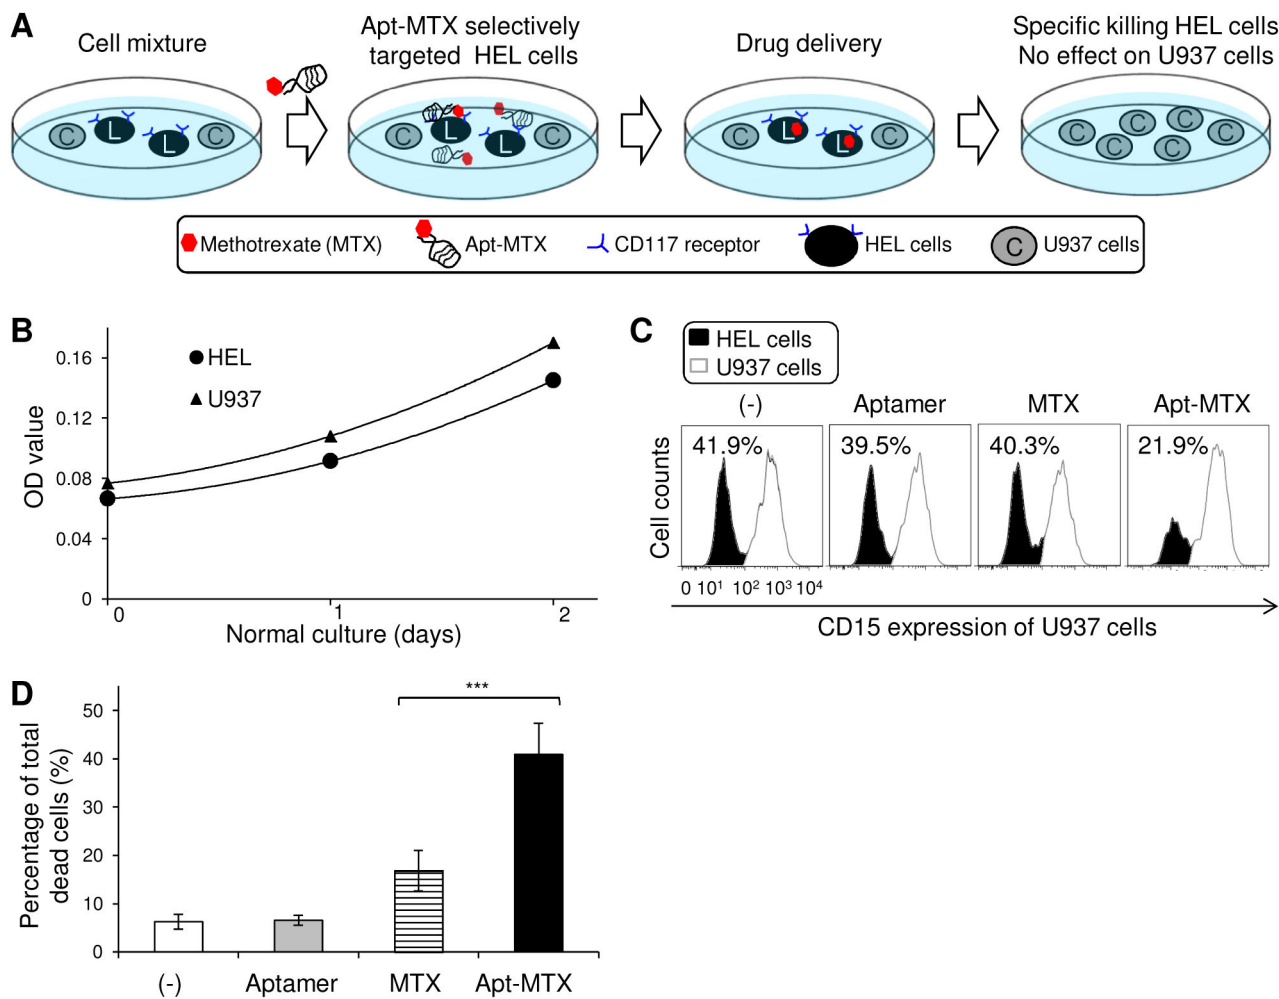 A
Cell mixture
Apt-MTX selectively
targeted HEL cells
Drug delivery
Specific killing HEL cells
No effect on U937 cells
C L L C
C L L C
C L L C
C C C C C C
Methotrexate (MTX) Apt-MTX CD117 receptor HEL cells C U937 cells
B
OD value
0.16
0.12
0.08
0.04
0
HEL
U937
0 1 2
Normal culture (days)
C
HEL cells
U937 cells
(-) Aptamer MTX Apt-MTX
Cell counts
41.9% 39.5% 40.3% 21.9%
0 10¹ 10² 10³ 10⁴
CD15 expression of U937 cells
D
Percentage of total
dead cells (%)
50
40
30
20
10
0
***
(-) Aptamer MTX Apt-MTX